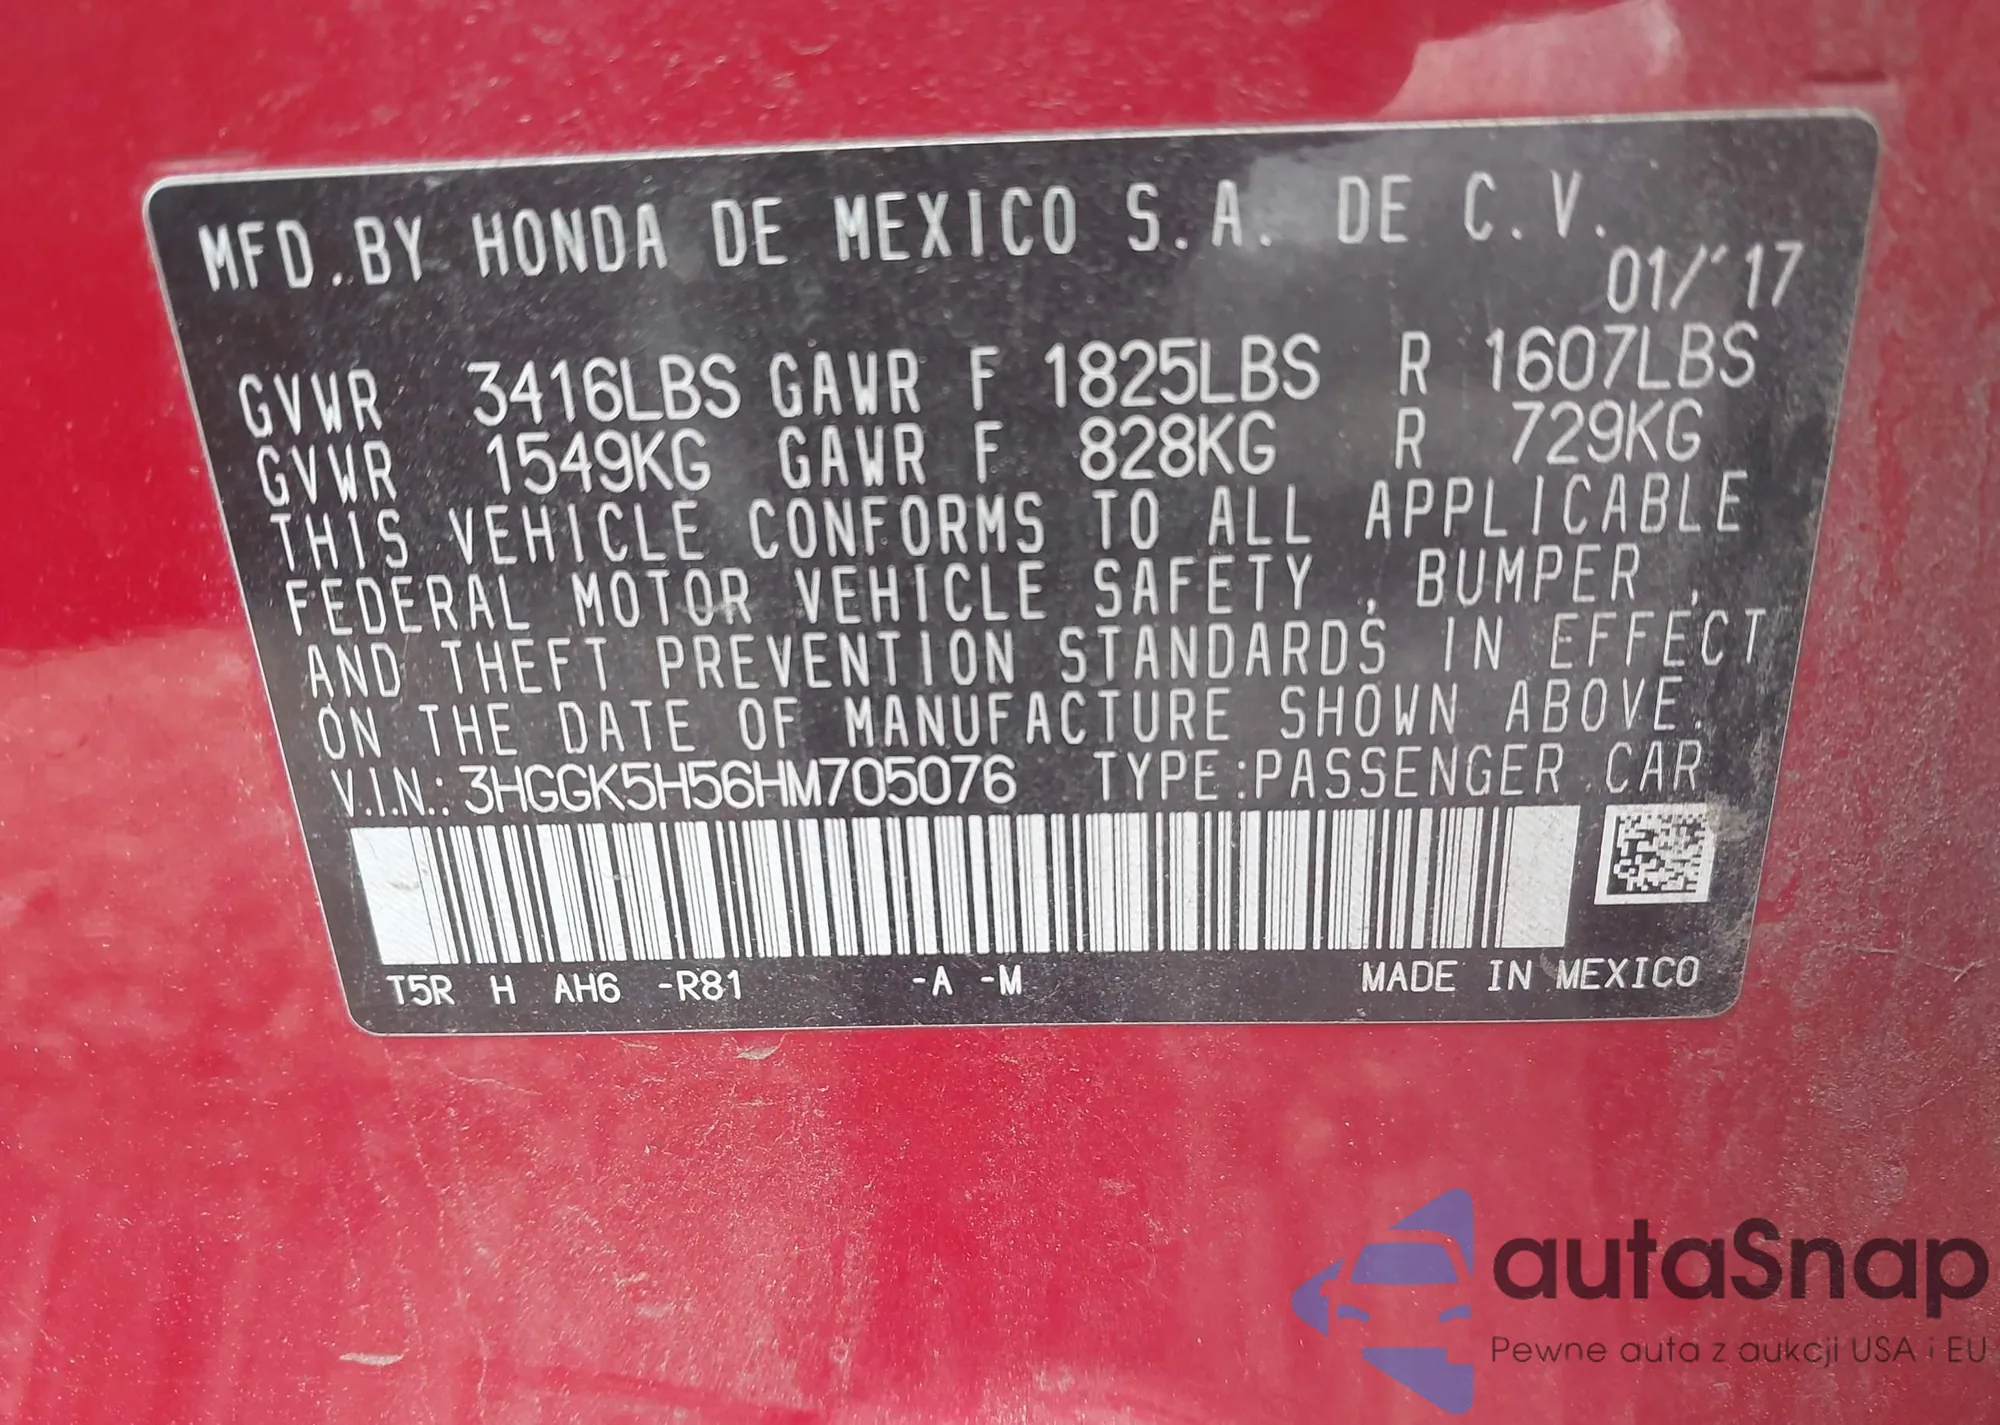 MFD. BY HONDA DE MEXICO S.A. DE C.V.
01/'17
GVWR 3416LBS GAWR F 1825LBS R 1607LBS
GVWR 1549KG GAWR F 828KG R 729KG
THIS VEHICLE CONFORMS TO ALL APPLICABLE
FEDERAL MOTOR VEHICLE SAFETY , BUMPER ,
AND THEFT PREVENTION STANDARDS IN EFFECT
ON THE DATE OF MANUFACTURE SHOWN ABOVE.
V.I.N.: 3HGGK5H56HM705076 TYPE:PASSENGER CAR
T5R H AH6 -R81 -A -M MADE IN MEXICO
autaSnap
Pewne auta z aukcji USA i EU